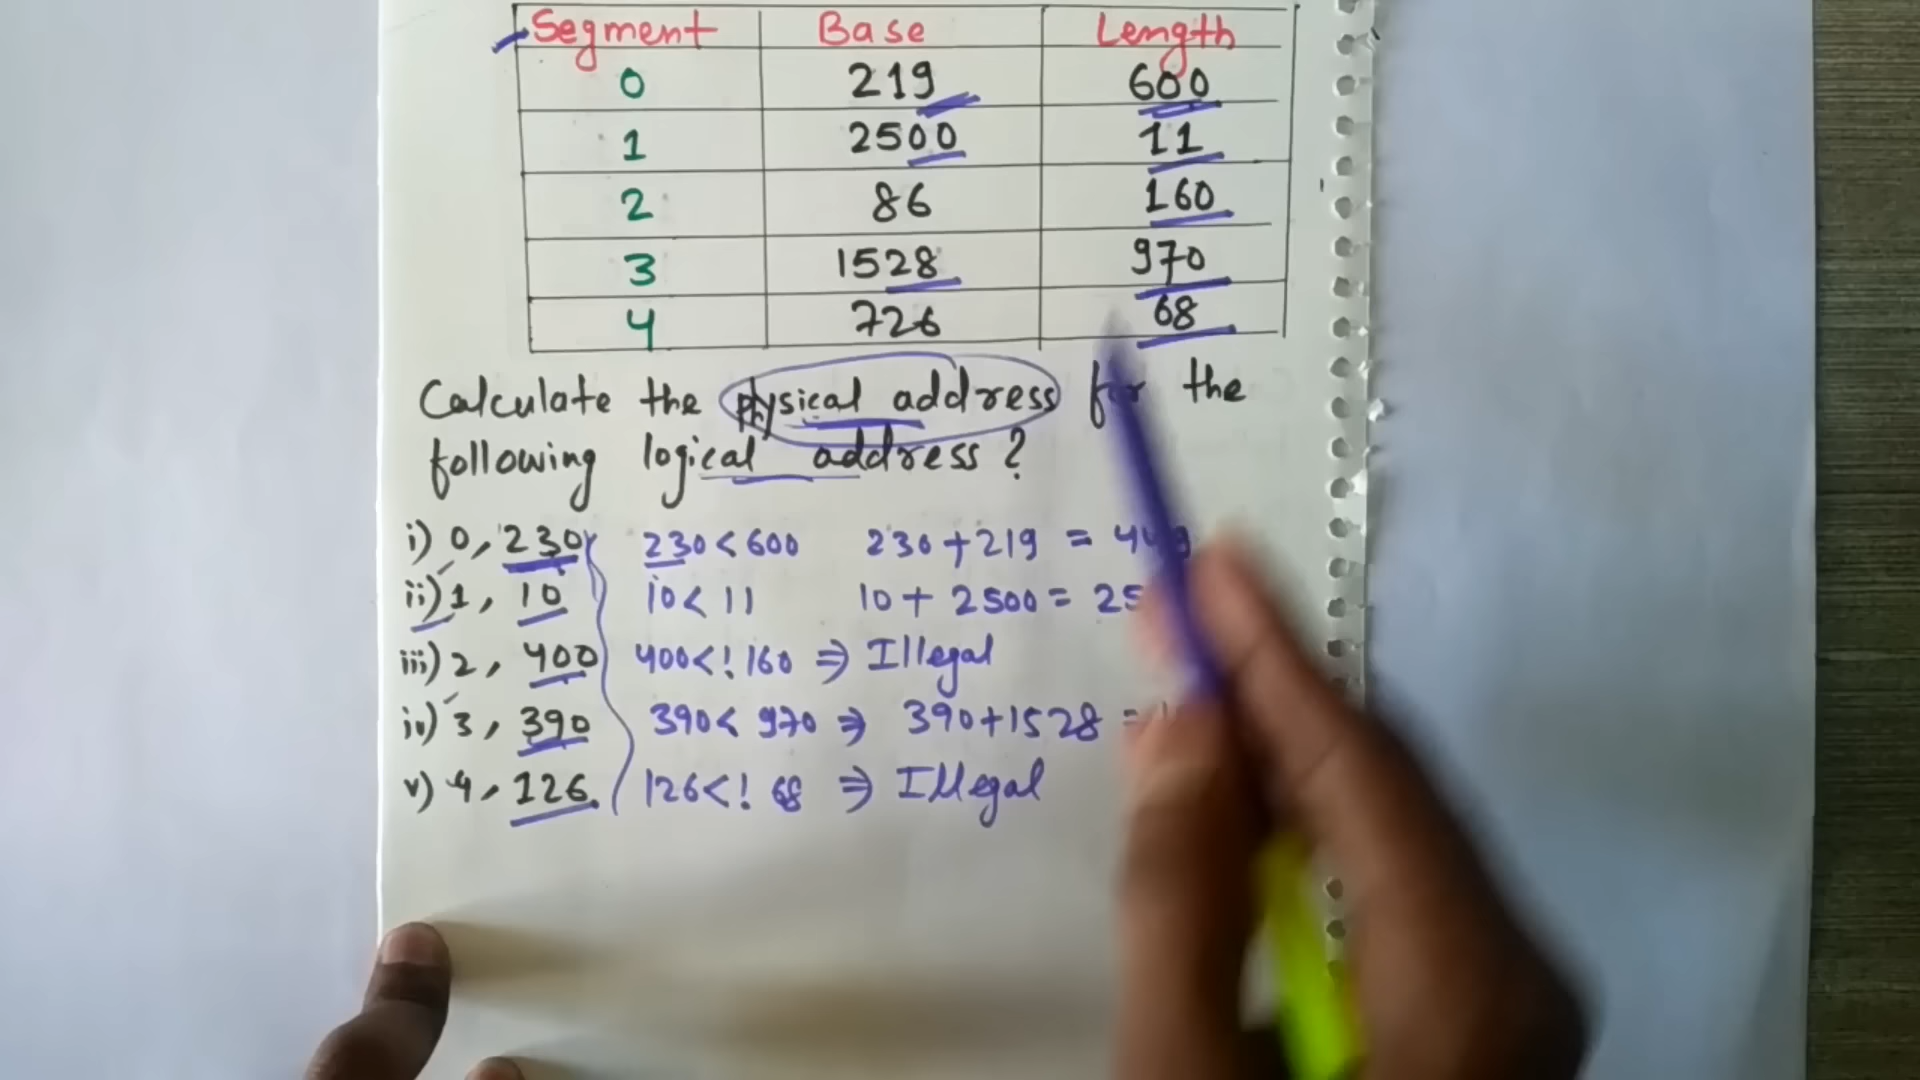 Segment Base Length
0 219 600
1 2500 11
2 86 160
3 1528 970
4 726 68
Calculate the physical address for the
following logical address?
i) 0, 230 230 < 600 230 + 219 =
ii) 1, 10 10 < 11 10 + 2500 =
iii) 2, 400 400 <! 160 ⇒ Illegal
iv) 3, 390 390 < 970 ⇒ 390 + 1528 =
v) 4, 126. 126 <! 68 ⇒ Illegal